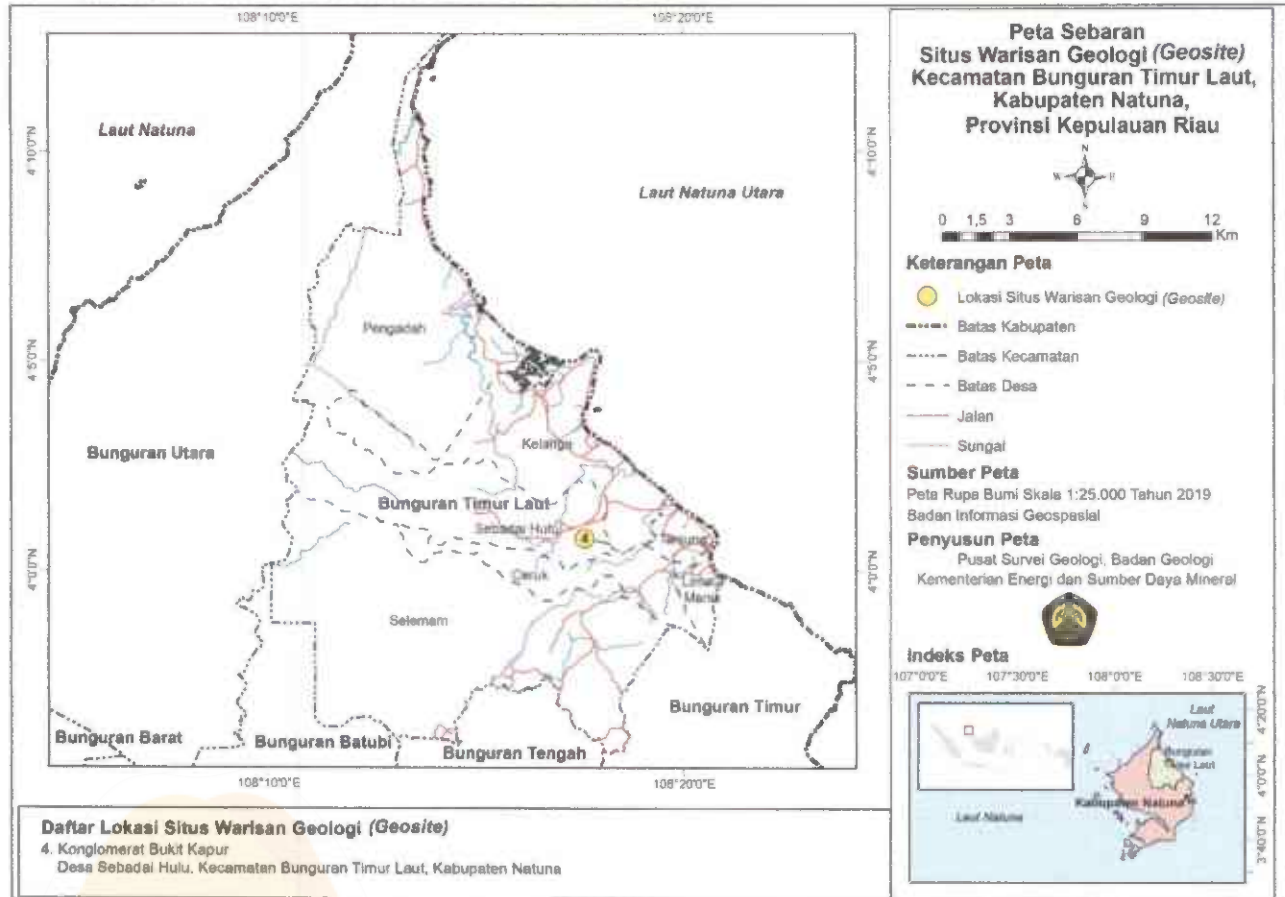 Peta Sebaran
Situs Warisan Geologi (Geosite)
Kecamatan Bunguran Timur Laut,
Kabupaten Natuna,
Provinsi Kepulauan Riau
N
W E
S
0 1,5 3 6 9 12
Km
Keterangan Peta
Lokasi Situs Warisan Geologi (Geosite)
Batas Kabupaten
Batas Kecamatan
Batas Desa
Jalan
Sungai
Sumber Peta
Peta Rupa Bumi Skala 1:25.000 Tahun 2019
Badan Informasi Geospasial
Penyusun Peta
Pusat Survei Geologi, Badan Geologi
Kementerian Energi dan Sumber Daya Mineral
Indeks Peta
107°0'0"E 107°30'0"E 108°0'0"E 108°30'0"E
4°20'0"N
4°0'0"N
3°40'0"N
Laut
Natuna Utara
Bunguran
Laut
Kabupaten Natuna
Laut Natuna
108°10'0"E 108°20'0"E
4°10'0"N 4°10'0"N
4°5'0"N 4°5'0"N
4°0'0"N 4°0'0"N
108°10'0"E 108°20'0"E
Laut Natuna
Laut Natuna Utara
Pengadah
Kelanga
Bunguran Utara
Bunguran Timur Laut
Sebadai Hulu
4
Tanjung
Ceruk
Limau
Manis
Selemam
Bunguran Timur
Bunguran Barat
Bunguran Batubi
Bunguran Tengah
Daftar Lokasi Situs Warisan Geologi (Geosite)
4. Konglomerat Bukit Kapur
Desa Sebadai Hulu, Kecamatan Bunguran Timur Laut, Kabupaten Natuna